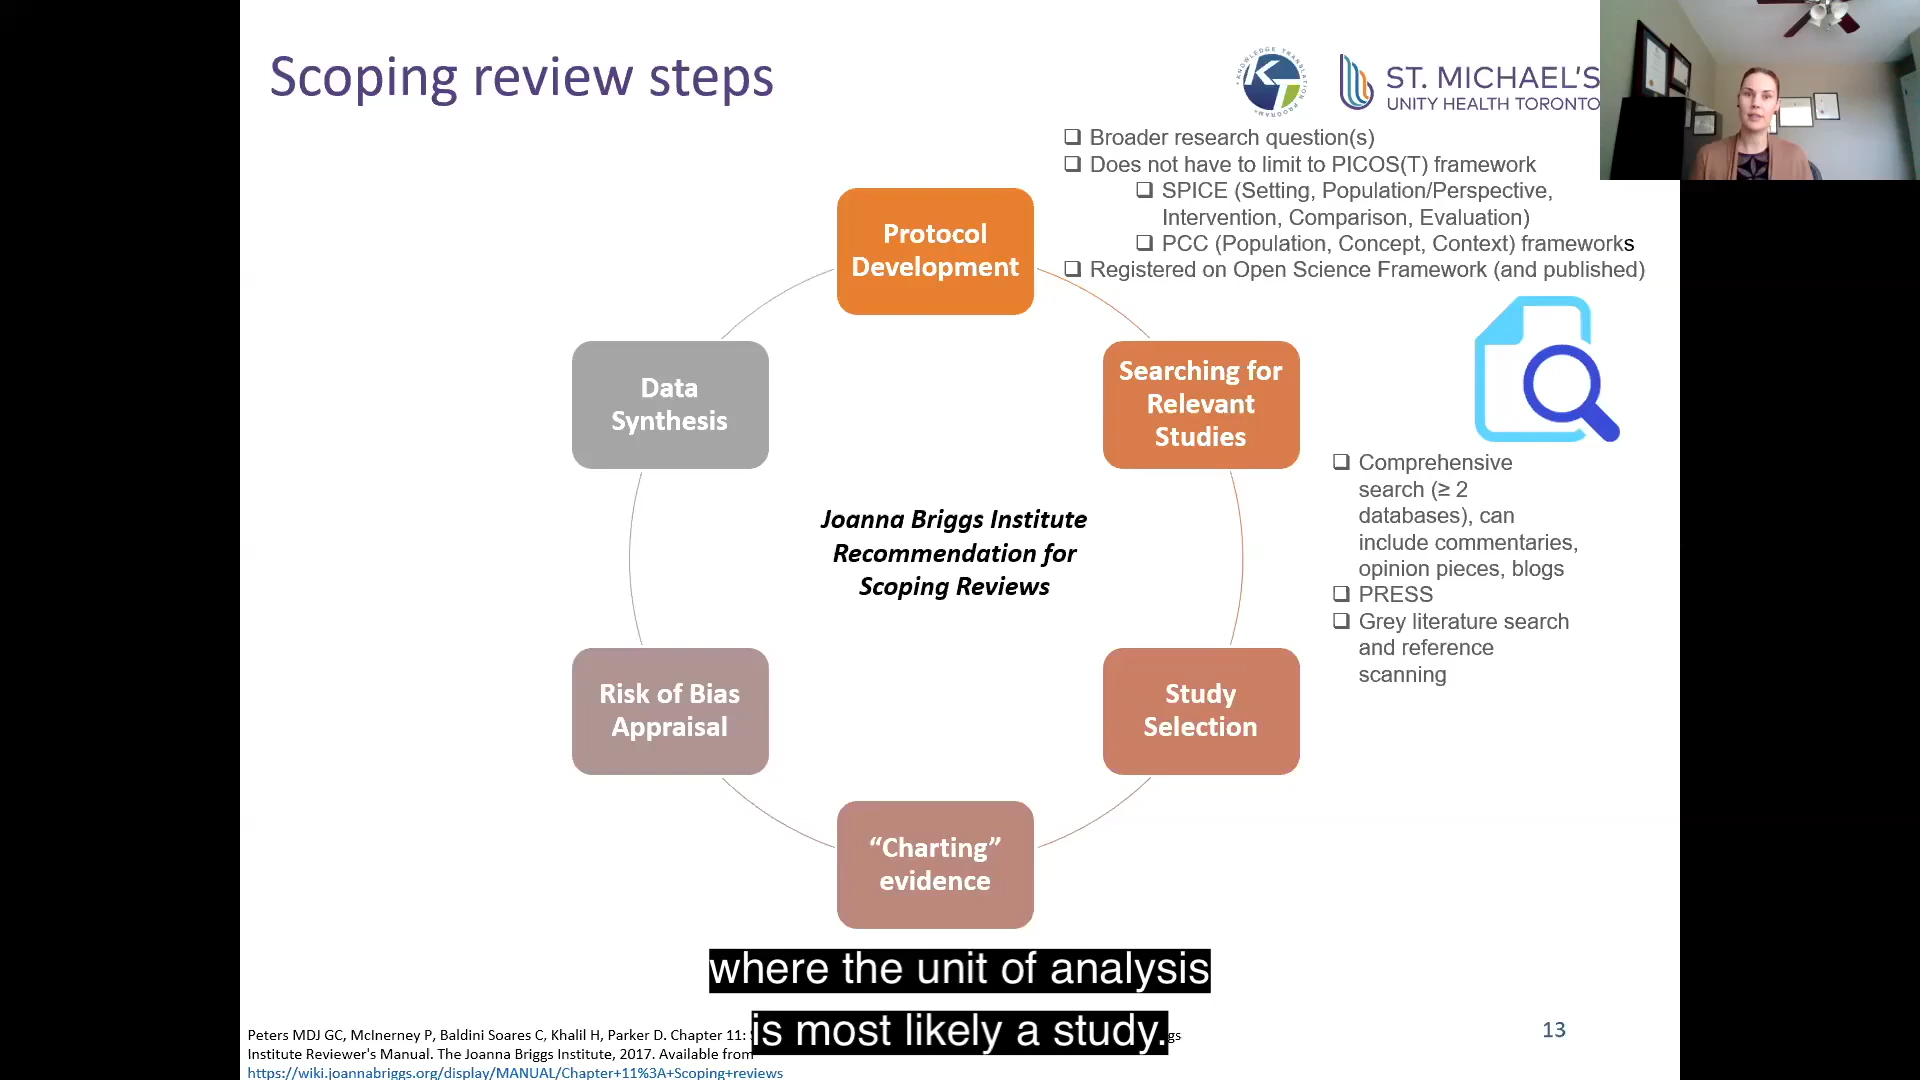 Scoping review steps
KNOWLEDGE TRANSLATION PROGRAM
KT
ST. MICHAEL'S
UNITY HEALTH TORONTO
❑ Broader research question(s)
❑ Does not have to limit to PICOS(T) framework
❑ SPICE (Setting, Population/Perspective,
Intervention, Comparison, Evaluation)
❑ PCC (Population, Concept, Context) frameworks
❑ Registered on Open Science Framework (and published)
Protocol
Development
Searching for
Relevant
Studies
Data
Synthesis
❑ Comprehensive
search (≥ 2
databases), can
include commentaries,
opinion pieces, blogs
❑ PRESS
❑ Grey literature search
and reference
scanning
Joanna Briggs Institute
Recommendation for
Scoping Reviews
Risk of Bias
Appraisal
Study
Selection
“Charting”
evidence
where the unit of analysis
is most likely a study.
Peters MDJ GC, McInerney P, Baldini Soares C, Khalil H, Parker D. Chapter 11:
Institute Reviewer's Manual. The Joanna Briggs Institute, 2017. Available from
https://wiki.joannabriggs.org/display/MANUAL/Chapter+11%3A+Scoping+reviews
13